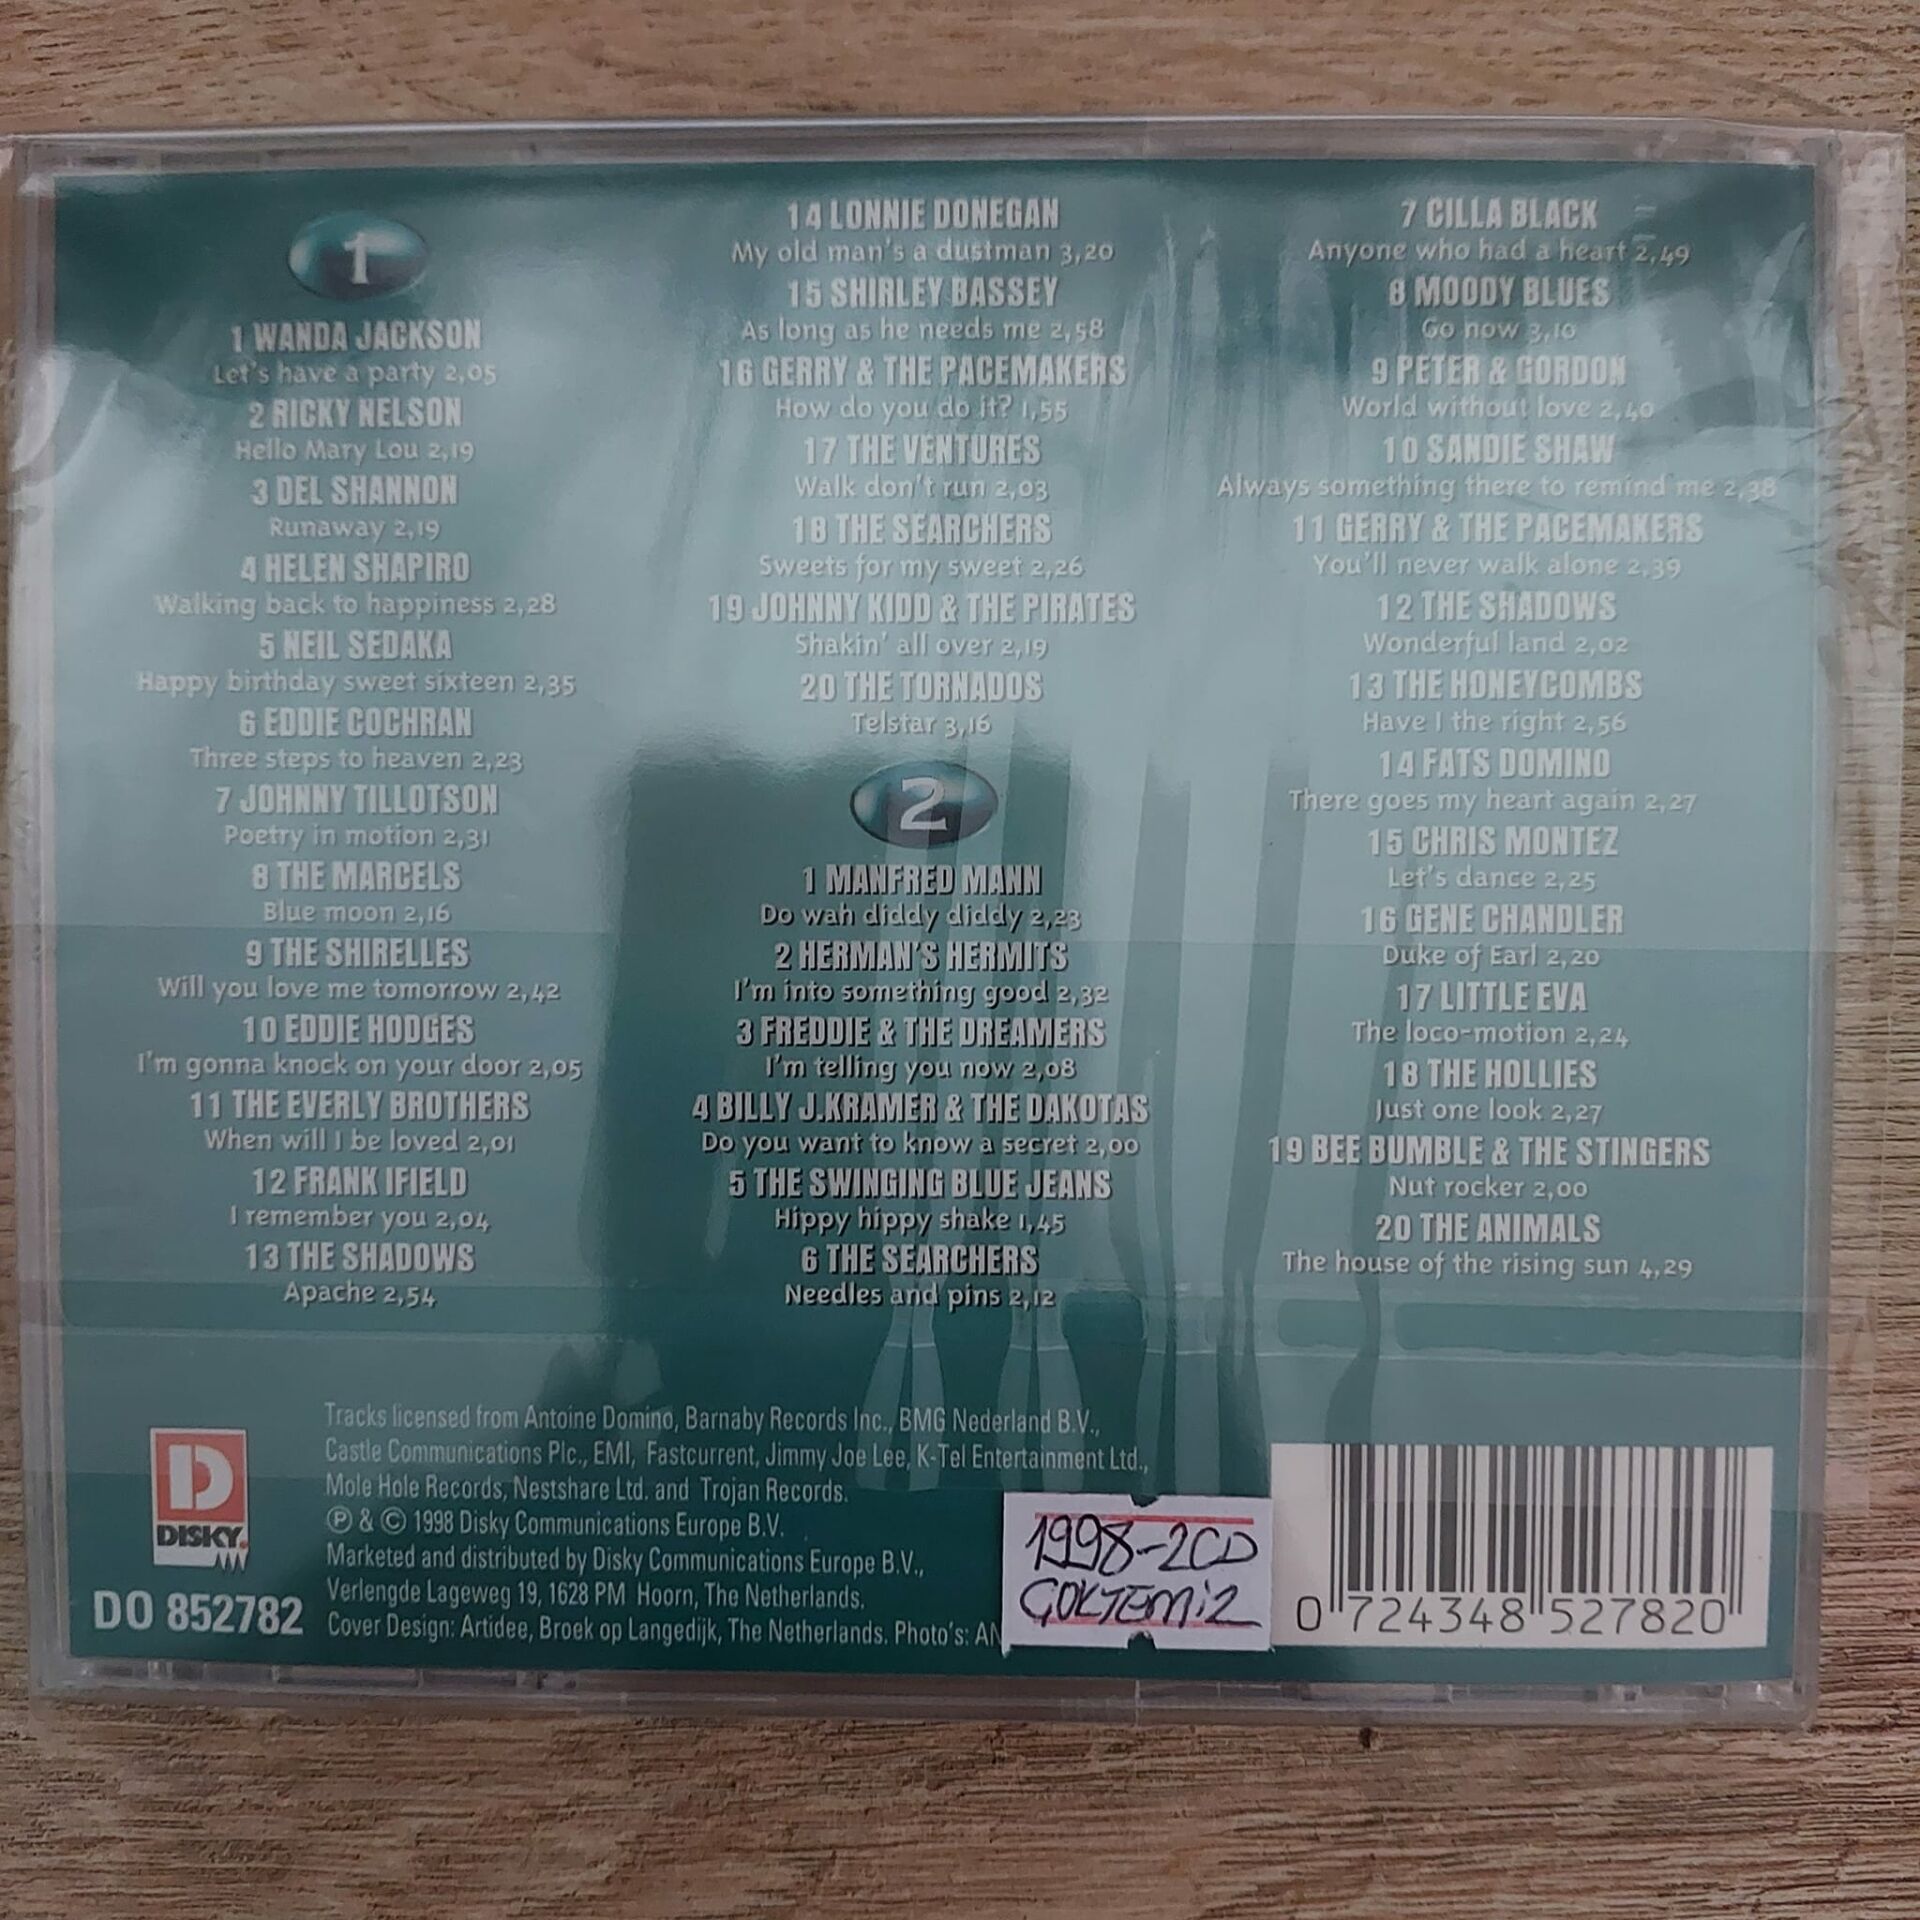 1
1 WANDA JACKSON
Let's have a party 2,05
2 RICKY NELSON
Hello Mary Lou 2,19
3 DEL SHANNON
Runaway 2,19
4 HELEN SHAPIRO
Walking back to happiness 2,28
5 NEIL SEDAKA
Happy birthday sweet sixteen 2,35
6 EDDIE COCHRAN
Three steps to heaven 2,23
7 JOHNNY TILLOTSON
Poetry in motion 2,31
8 THE MARCELS
Blue moon 2,16
9 THE SHIRELLES
Will you love me tomorrow 2,42
10 EDDIE HODGES
I'm gonna knock on your door 2,05
11 THE EVERLY BROTHERS
When will I be loved 2,01
12 FRANK IFIELD
I remember you 2,04
13 THE SHADOWS
Apache 2,54
14 LONNIE DONEGAN
My old man's a dustman 3,20
15 SHIRLEY BASSEY
As long as he needs me 2,58
16 GERRY & THE PACEMAKERS
How do you do it? 1,55
17 THE VENTURES
Walk don't run 2,03
18 THE SEARCHERS
Sweets for my sweet 2,26
19 JOHNNY KIDD & THE PIRATES
Shakin' all over 2,19
20 THE TORNADOS
Telstar 3,16
2
1 MANFRED MANN
Do wah diddy diddy 2,23
2 HERMAN'S HERMITS
I'm into something good 2,32
3 FREDDIE & THE DREAMERS
I'm telling you now 2,08
4 BILLY J.KRAMER & THE DAKOTAS
Do you want to know a secret 2,00
5 THE SWINGING BLUE JEANS
Hippy hippy shake 1,45
6 THE SEARCHERS
Needles and pins 2,12
7 CILLA BLACK
Anyone who had a heart 2,49
8 MOODY BLUES
Go now 3,10
9 PETER & GORDON
World without love 2,40
10 SANDIE SHAW
Always something there to remind me 2,38
11 GERRY & THE PACEMAKERS
You'll never walk alone 2,39
12 THE SHADOWS
Wonderful land 2,02
13 THE HONEYCOMBS
Have I the right 2,56
14 FATS DOMINO
There goes my heart again 2,27
15 CHRIS MONTEZ
Let's dance 2,25
16 GENE CHANDLER
Duke of Earl 2,20
17 LITTLE EVA
The loco-motion 2,24
18 THE HOLLIES
Just one look 2,27
19 BEE BUMBLE & THE STINGERS
Nut rocker 2,00
20 THE ANIMALS
The house of the rising sun 4,29
D
DISKY
DO 852782
Tracks licensed from Antoine Domino, Barnaby Records Inc., BMG Nederland B.V.,
Castle Communications Plc., EMI, Fastcurrent, Jimmy Joe Lee, K-Tel Entertainment Ltd.,
Mole Hole Records, Nestshare Ltd. and Trojan Records.
℗ & © 1998 Disky Communications Europe B.V.
Marketed and distributed by Disky Communications Europe B.V.,
Verlengde Lageweg 19, 1628 PM Hoorn, The Netherlands.
Cover Design: Artidee, Broek op Langedijk, The Netherlands. Photo's: AN
1998-2CD
GÖKTEMiZ
0 724348 527820